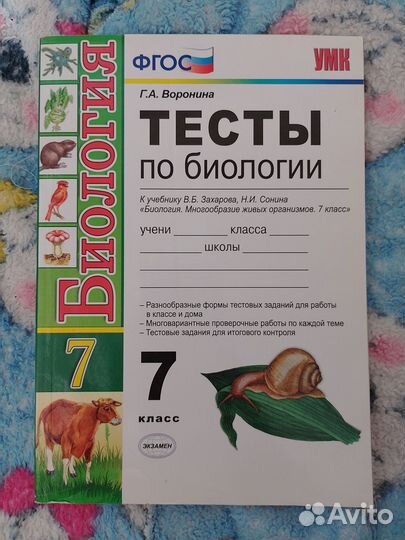 Биология
7
ФГОС
УМК
Г.А. Воронина
ТЕСТЫ
по биологии
К учебнику В.Б. Захарова, Н.И. Сонина
«Биология. Многообразие живых организмов. 7 класс»
учени класса
школы
– Разнообразные формы тестовых заданий для работы
в классе и дома
– Многовариантные проверочные работы по каждой теме
– Тестовые задания для итогового контроля
7
класс
ЭКЗАМЕН
Avito